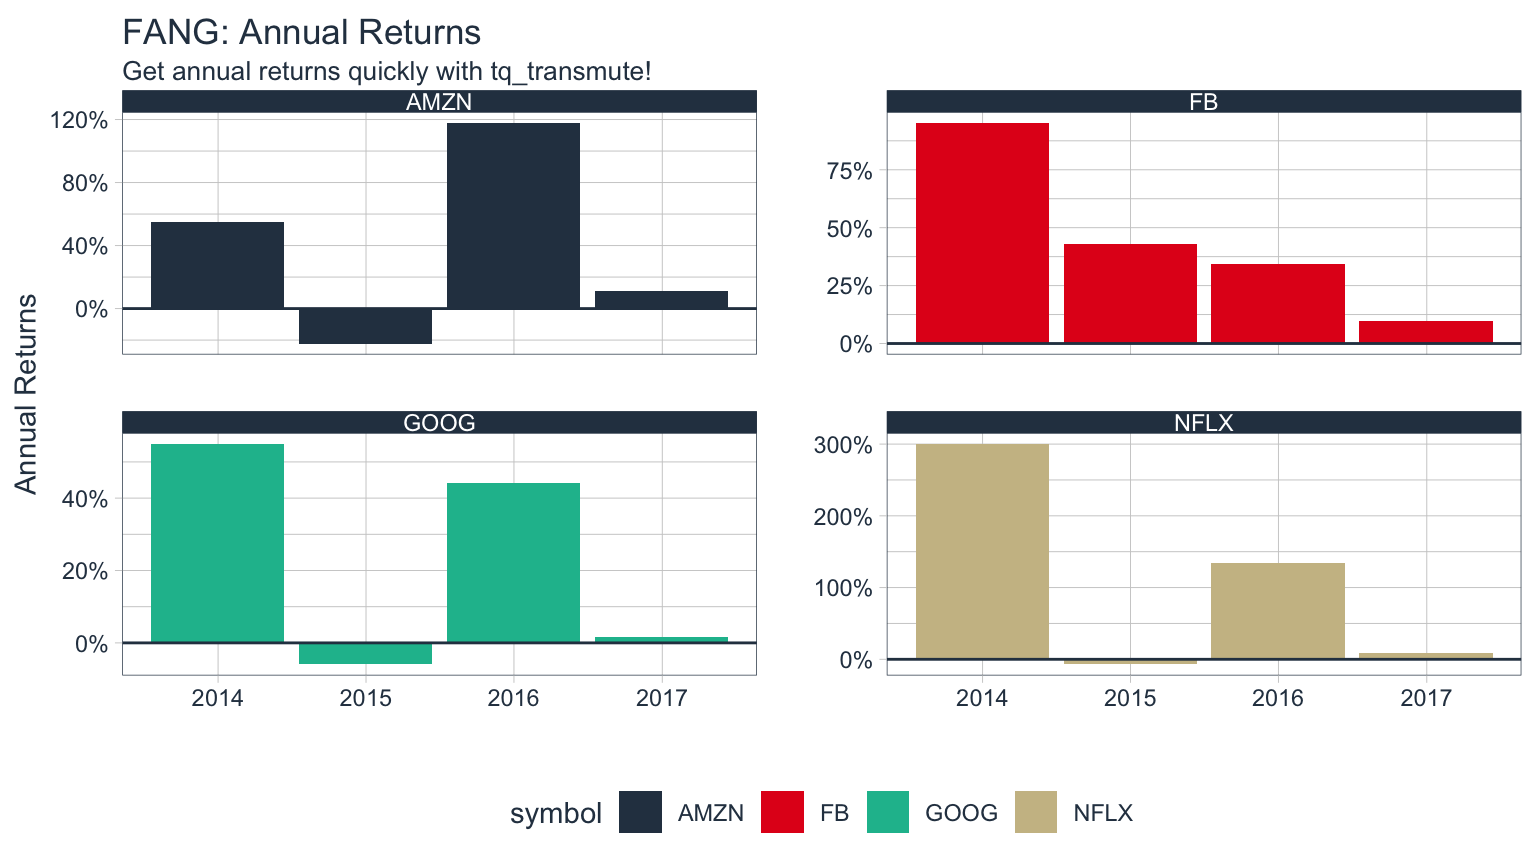 FANG: Annual Returns
Get annual returns quickly with tq_transmute!
Annual Returns
AMZN
120%
80%
40%
0%
FB
75%
50%
25%
0%
GOOG
40%
20%
0%
2014 2015 2016 2017
NFLX
300%
200%
100%
0%
2014 2015 2016 2017
symbol AMZN FB GOOG NFLX